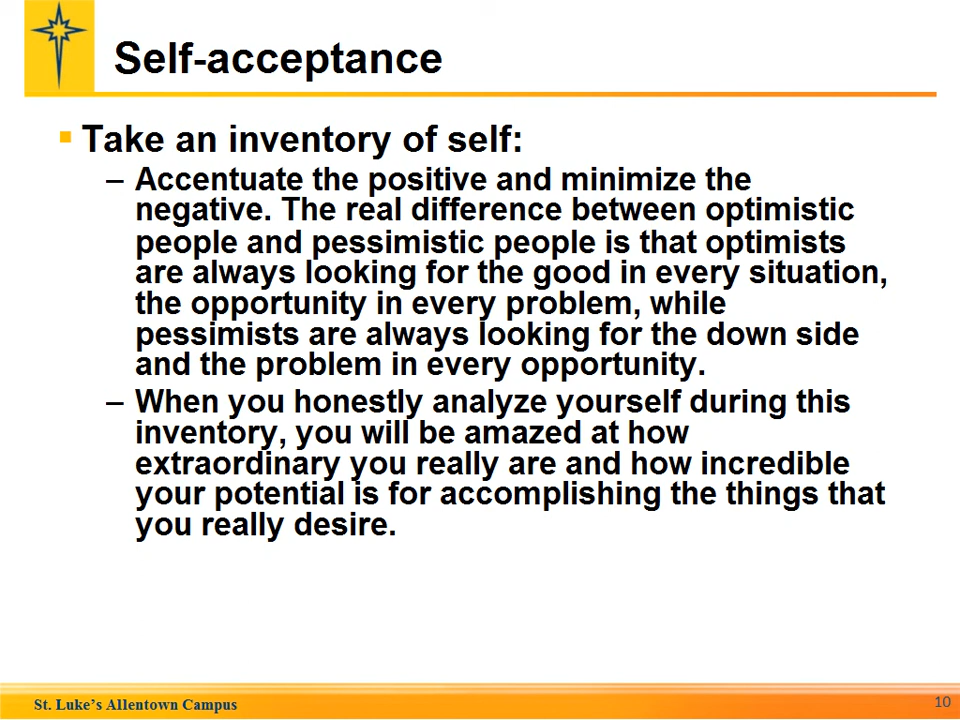 Self-acceptance
▪ Take an inventory of self:
– Accentuate the positive and minimize the
negative. The real difference between optimistic
people and pessimistic people is that optimists
are always looking for the good in every situation,
the opportunity in every problem, while
pessimists are always looking for the down side
and the problem in every opportunity.
– When you honestly analyze yourself during this
inventory, you will be amazed at how
extraordinary you really are and how incredible
your potential is for accomplishing the things that
you really desire.
St. Luke's Allentown Campus
10